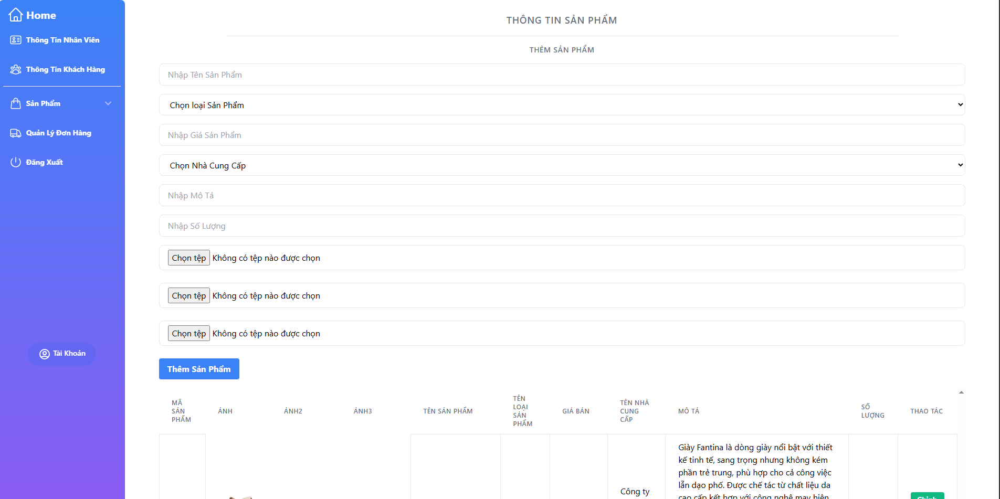 Home
Thông Tin Nhân Viên
Thông Tin Khách Hàng
Sản Phẩm
Quản Lý Đơn Hàng
Đăng Xuất
Tài Khoản
THÔNG TIN SẢN PHẨM
THÊM SẢN PHẨM
Nhập Tên Sản Phẩm
Chọn loại Sản Phẩm
Nhập Giá Sản Phẩm
Chọn Nhà Cung Cấp
Nhập Mô Tả
Nhập Số Lượng
Chọn tệp Không có tệp nào được chọn
Chọn tệp Không có tệp nào được chọn
Chọn tệp Không có tệp nào được chọn
Thêm Sản Phẩm
MÃ
SẢN
PHẨM
ẢNH
ẢNH2
ẢNH3
TÊN SẢN PHẨM
TÊN
LOẠI
SẢN
PHẨM
GIÁ BÁN
TÊN NHÀ
CUNG
CẤP
MÔ TẢ
SỐ
LƯỢNG
THAO TÁC
Công ty
Giày Fantina là dòng giày nổi bật với thiết
kế tinh tế, sang trọng nhưng không kém
phần trẻ trung, phù hợp cho cả công việc
lẫn dạo phố. Được chế tác từ chất liệu da
cao cấp kết hợp với công nghệ may hiện
Chỉnh